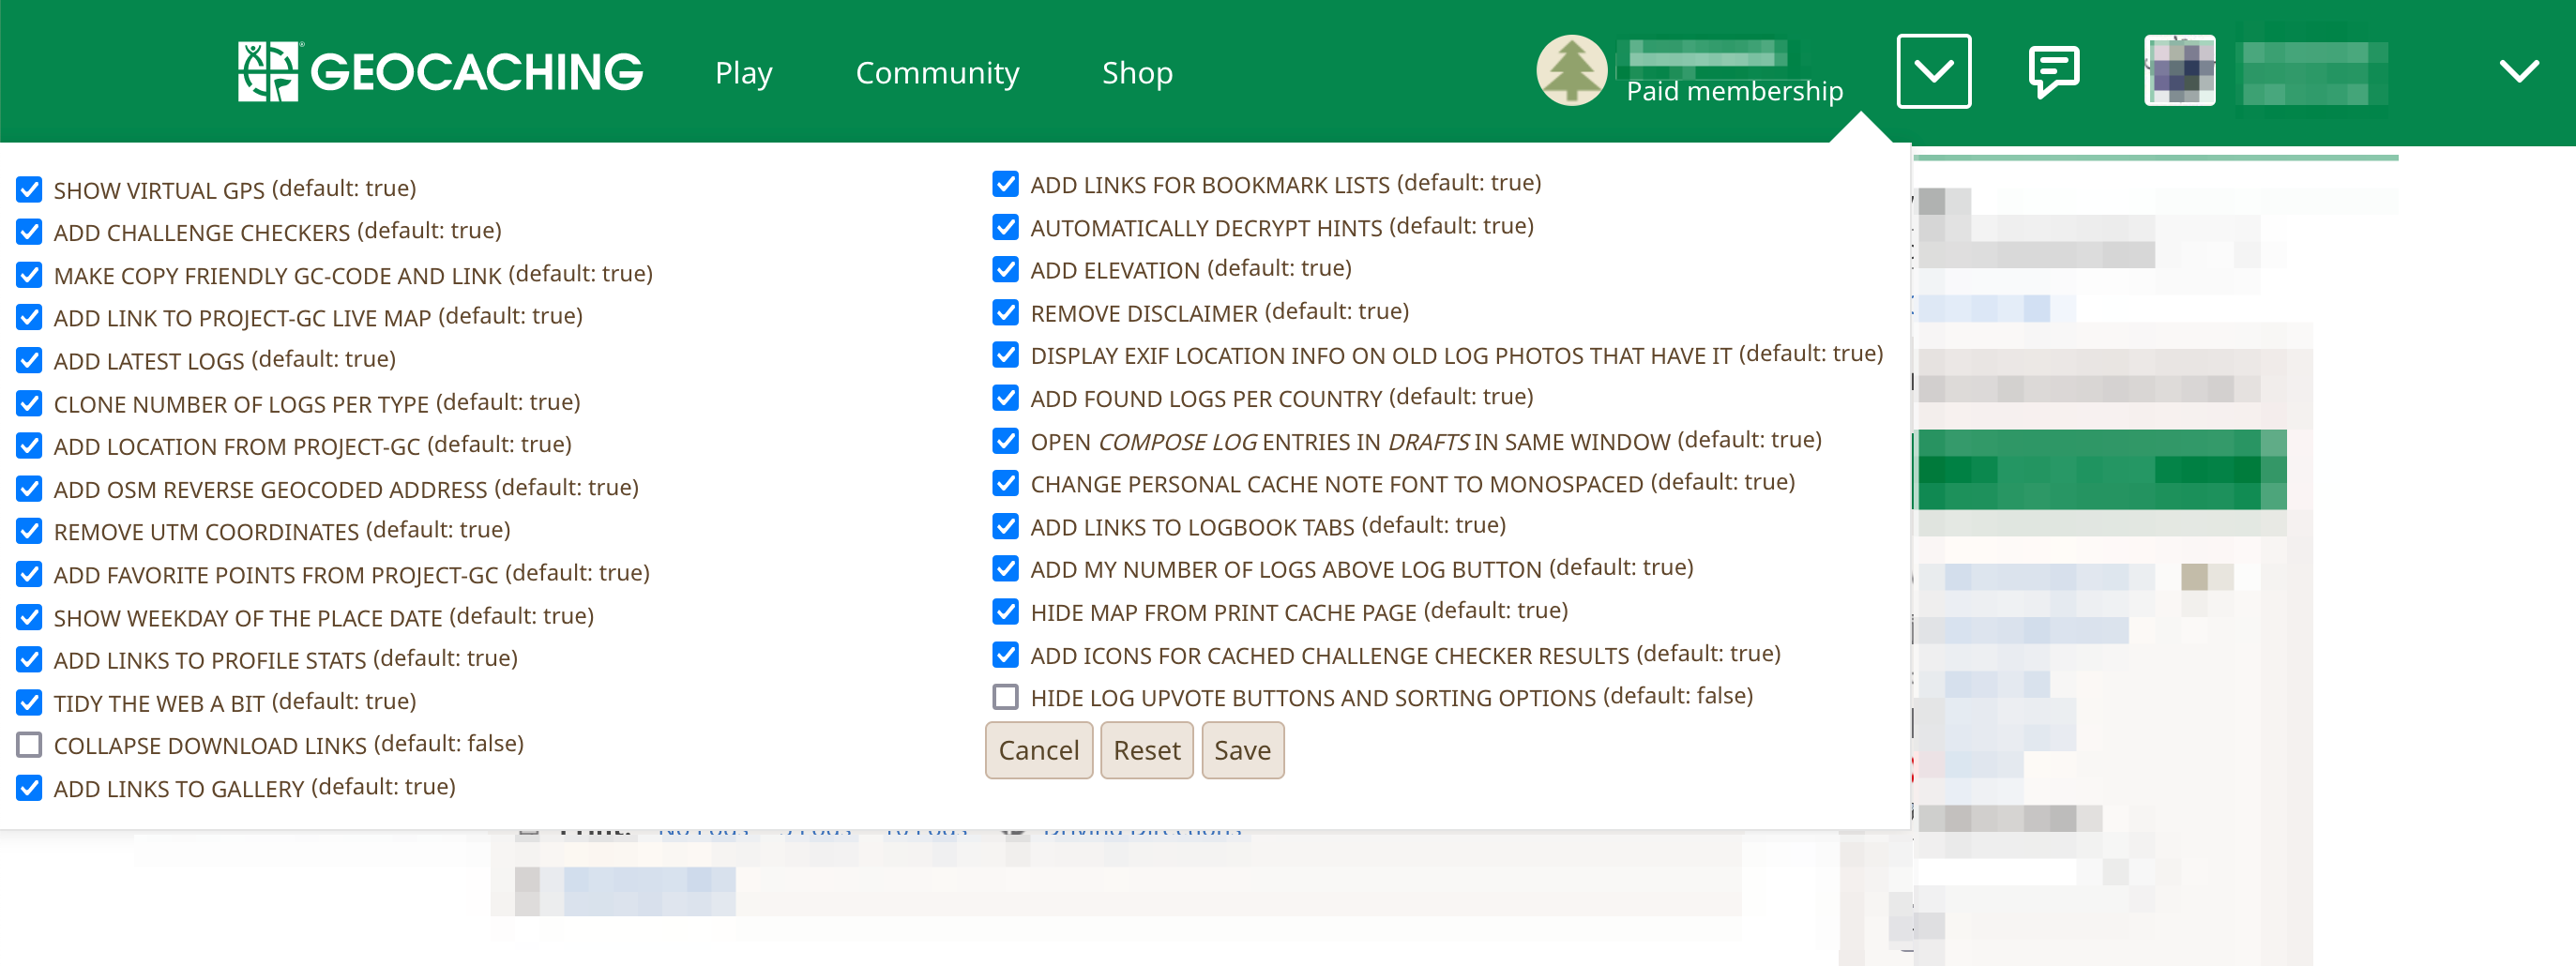 GEOCACHING
Play
Community
Shop
Paid membership
SHOW VIRTUAL GPS (default: true)
ADD CHALLENGE CHECKERS (default: true)
MAKE COPY FRIENDLY GC-CODE AND LINK (default: true)
ADD LINK TO PROJECT-GC LIVE MAP (default: true)
ADD LATEST LOGS (default: true)
CLONE NUMBER OF LOGS PER TYPE (default: true)
ADD LOCATION FROM PROJECT-GC (default: true)
ADD OSM REVERSE GEOCODED ADDRESS (default: true)
REMOVE UTM COORDINATES (default: true)
ADD FAVORITE POINTS FROM PROJECT-GC (default: true)
SHOW WEEKDAY OF THE PLACE DATE (default: true)
ADD LINKS TO PROFILE STATS (default: true)
TIDY THE WEB A BIT (default: true)
COLLAPSE DOWNLOAD LINKS (default: false)
ADD LINKS TO GALLERY (default: true)
ADD LINKS FOR BOOKMARK LISTS (default: true)
AUTOMATICALLY DECRYPT HINTS (default: true)
ADD ELEVATION (default: true)
REMOVE DISCLAIMER (default: true)
DISPLAY EXIF LOCATION INFO ON OLD LOG PHOTOS THAT HAVE IT (default: true)
ADD FOUND LOGS PER COUNTRY (default: true)
OPEN COMPOSE LOG ENTRIES IN DRAFTS IN SAME WINDOW (default: true)
CHANGE PERSONAL CACHE NOTE FONT TO MONOSPACED (default: true)
ADD LINKS TO LOGBOOK TABS (default: true)
ADD MY NUMBER OF LOGS ABOVE LOG BUTTON (default: true)
HIDE MAP FROM PRINT CACHE PAGE (default: true)
ADD ICONS FOR CACHED CHALLENGE CHECKER RESULTS (default: true)
HIDE LOG UPVOTE BUTTONS AND SORTING OPTIONS (default: false)
Cancel
Reset
Save